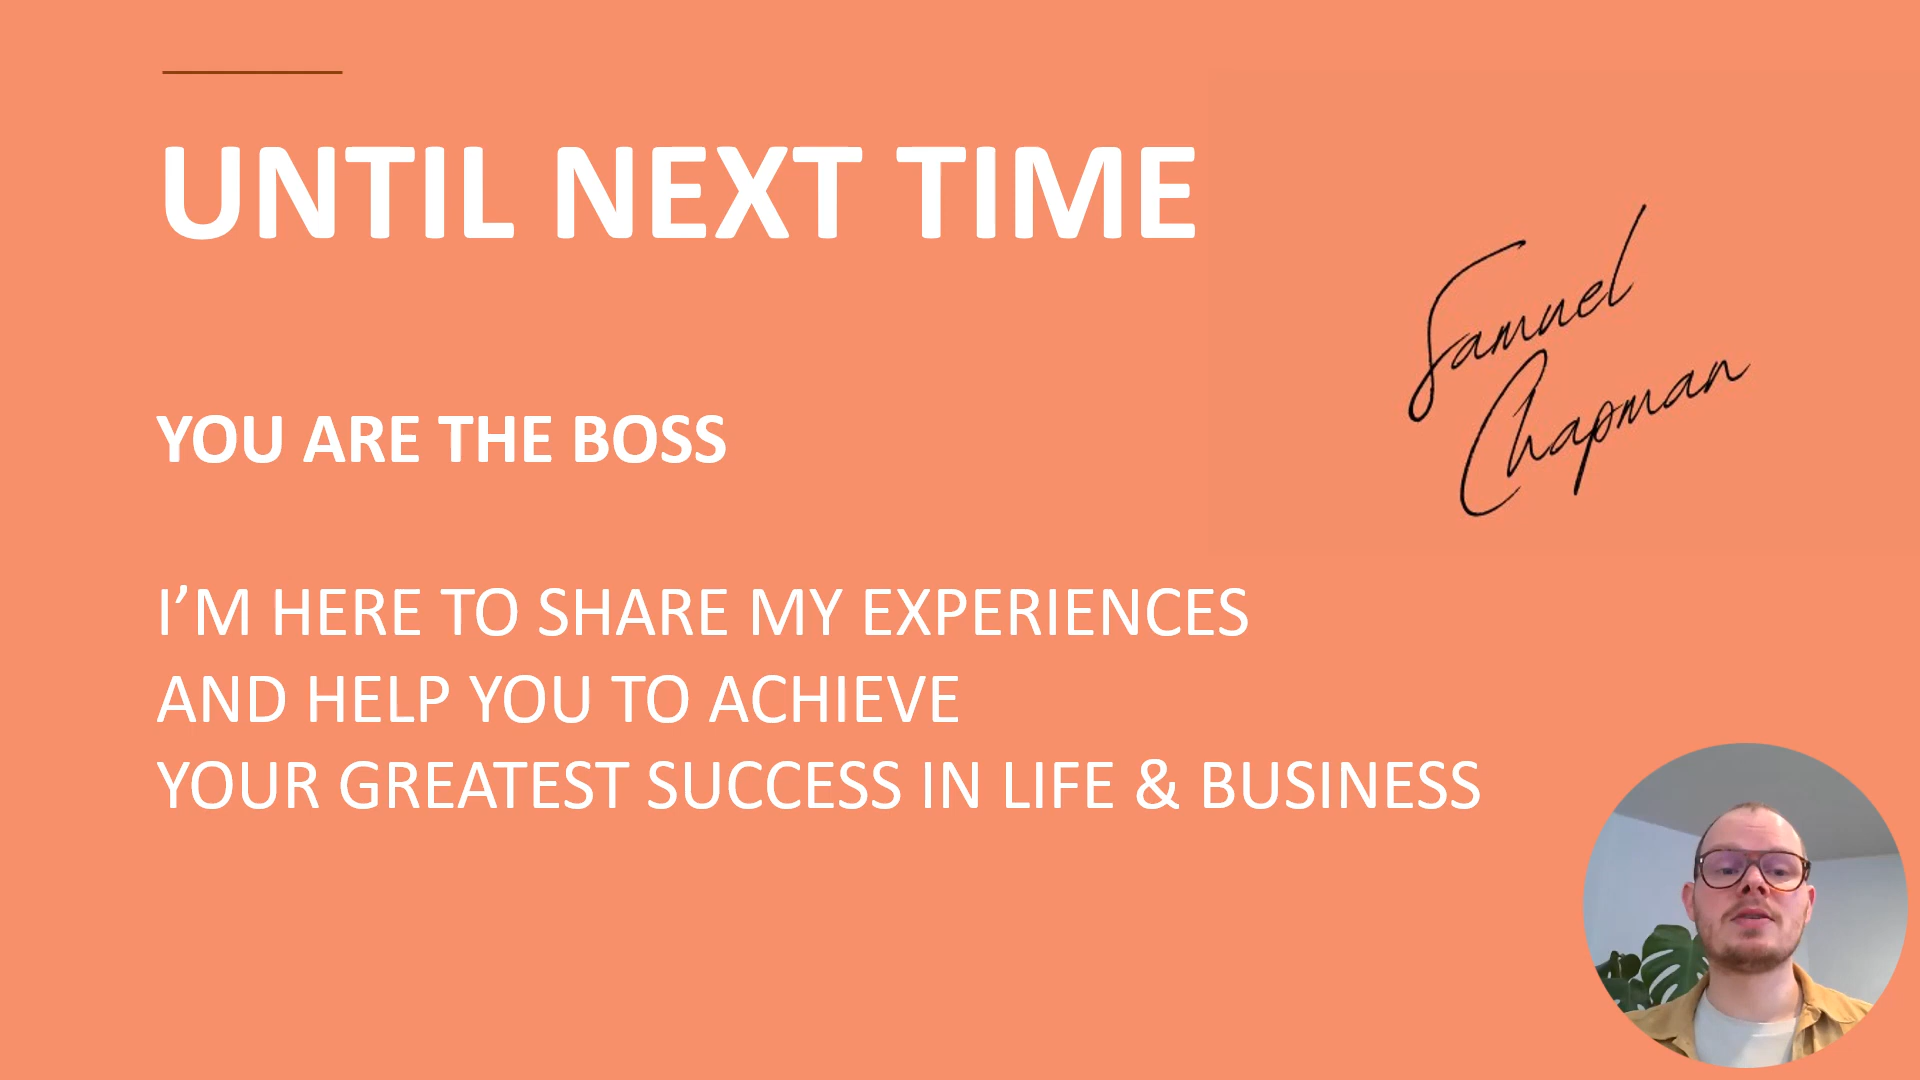 UNTIL NEXT TIME
Samuel
Chapman
YOU ARE THE BOSS
I’M HERE TO SHARE MY EXPERIENCES
AND HELP YOU TO ACHIEVE
YOUR GREATEST SUCCESS IN LIFE & BUSINESS